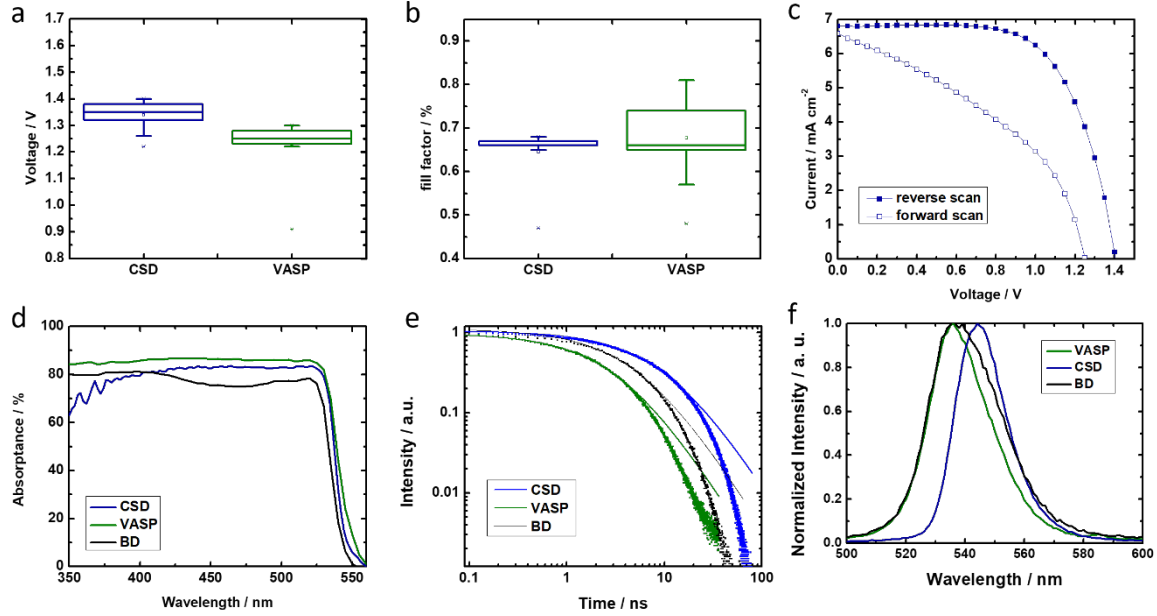 a
1.7
1.6
1.5
1.4
1.3
1.2
1.1
1.0
0.9
0.8
Voltage / V
CSD VASP
b
0.9
0.8
0.7
0.6
0.5
0.4
fill factor / %
CSD VASP
c
7
6
5
4
3
2
1
0
Current / mA cm-2
reverse scan
forward scan
0.0 0.2 0.4 0.6 0.8 1.0 1.2 1.4
Voltage / V
d
100
80
60
40
20
0
Absorptance / %
CSD
VASP
BD
350 400 450 500 550
Wavelength / nm
e
1
0.1
0.01
Intensity / a.u.
CSD
VASP
BD
0.1 1 10 100
Time / ns
f
1.0
0.8
0.6
0.4
0.2
0.0
Normalized Intensity / a. u.
VASP
CSD
BD
500 520 540 560 580 600
Wavelength / nm